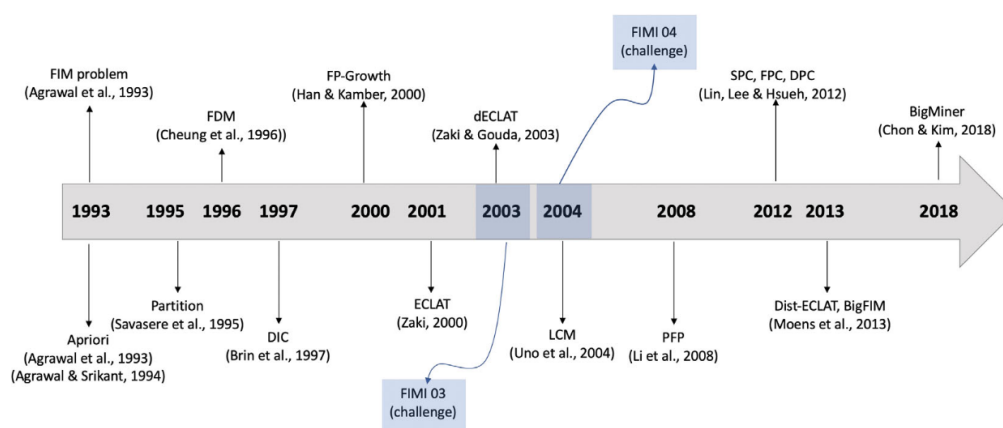 FIMI 04
(challenge)
FIM problem
(Agrawal et al., 1993)
FDM
(Cheung et al., 1996))
FP-Growth
(Han & Kamber, 2000)
dECLAT
(Zaki & Gouda, 2003)
SPC, FPC, DPC
(Lin, Lee & Hsueh, 2012)
BigMiner
(Chon & Kim, 2018)
1993 1995 1996 1997 2000 2001 2003 2004 2008 2012 2013 2018
Apriori
(Agrawal et al., 1993)
(Agrawal & Srikant, 1994)
Partition
(Savasere et al., 1995)
DIC
(Brin et al., 1997)
ECLAT
(Zaki, 2000)
LCM
(Uno et al., 2004)
PFP
(Li et al., 2008)
Dist-ECLAT, BigFIM
(Moens et al., 2013)
FIMI 03
(challenge)